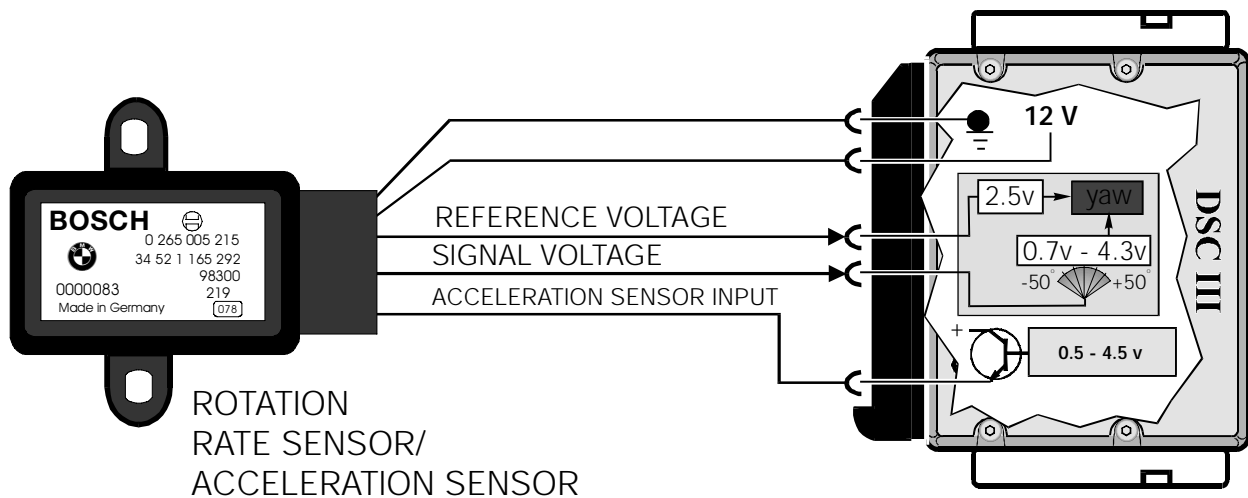 BOSCH
0 265 005 215
34 52 1 165 292
98300
0000083
219
Made in Germany
078
ROTATION
RATE SENSOR/
ACCELERATION SENSOR
REFERENCE VOLTAGE
SIGNAL VOLTAGE
ACCELERATION SENSOR INPUT
12 V
2.5v
yaw
0.7v - 4.3v
-50° +50°
+
0.5 - 4.5 v
DSC III